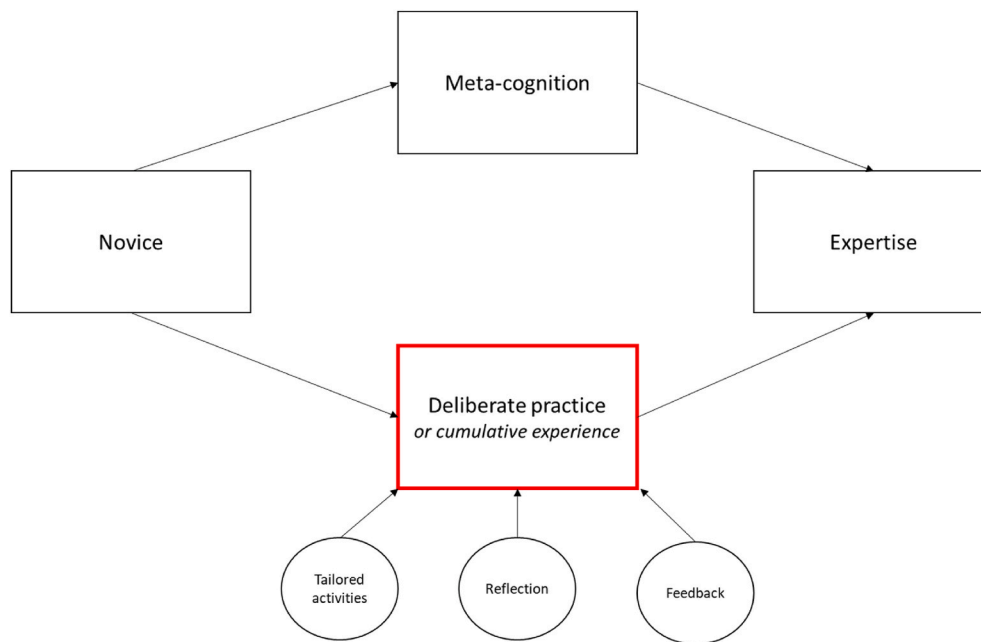 Meta-cognition
Novice
Expertise
Deliberate practice
or cumulative experience
Tailored
activities
Reflection
Feedback